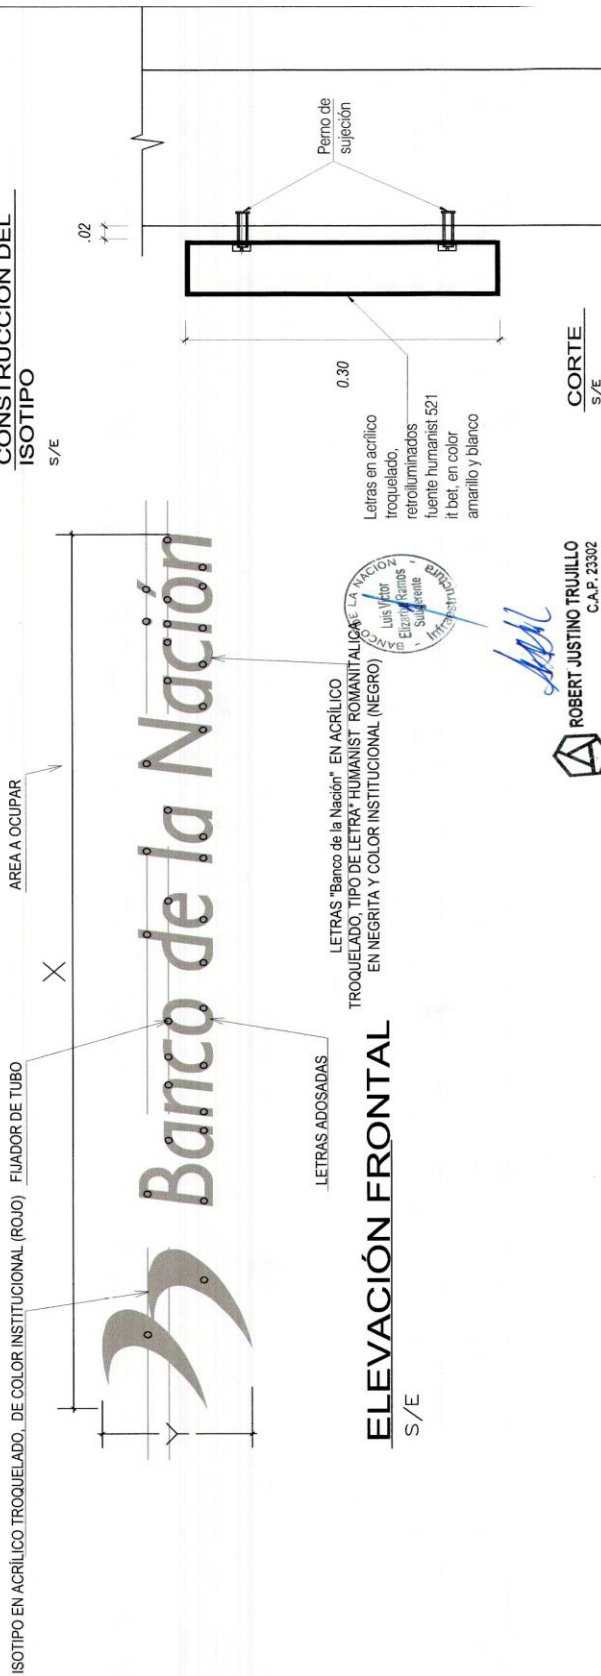 CONSTRUCCIÓN DEL
ISOTIPO
S/E
ISOTIPO EN ACRÍLICO TROQUELADO, DE COLOR INSTITUCIONAL (ROJO)
FIJADOR DE TUBO
AREA A OCUPAR
X
Y
Banco de la Nación
LETRAS ADOSADAS
LETRAS "Banco de la Nación" EN ACRÍLICO
TROQUELADO, TIPO DE LETRA" HUMANIST ROMANITALICA
EN NEGRITA Y COLOR INSTITUCIONAL (NEGRO)
ELEVACIÓN FRONTAL
S/E
.02
Perno de
sujeción
0.30
Letras en acrílico
troquelado,
retroiluminados
fuente humanist 521
it bet, en color
amarillo y blanco
CORTE
S/E
BANCO DE LA NACIÓN
Luis Víctor
Elizarbe Ramos
Subgerente
Infraestructura
ROBERT JUSTINO TRUJILLO
C.A.P. 23302